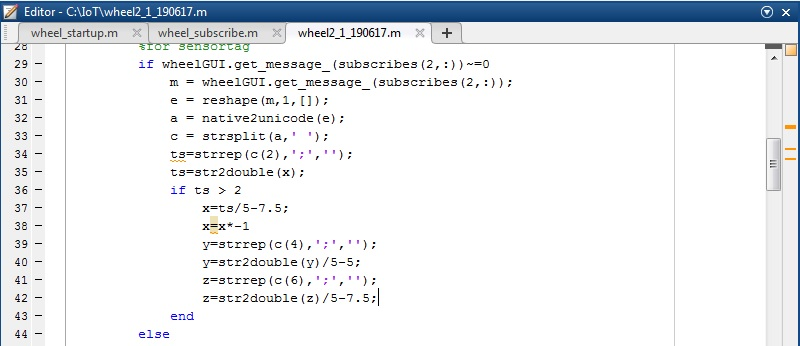 Editor - C:\IoT\wheel2_1_190617.m
wheel_startup.m × wheel_subscribe.m × wheel2_1_190617.m × +
28 %for sensortag
29 - if wheelGUI.get_message_(subscribes(2,:))~=0
30 - m = wheelGUI.get_message_(subscribes(2,:));
31 - e = reshape(m,1,[]);
32 - a = native2unicode(e);
33 - c = strsplit(a,' ');
34 - ts=strrep(c(2),';','');
35 - ts=str2double(x);
36 - if ts > 2
37 - x=ts/5-7.5;
38 - x=x*-1
39 - y=strrep(c(4),';','');
40 - y=str2double(y)/5-5;
41 - z=strrep(c(6),';','');
42 - z=str2double(z)/5-7.5;
43 - end
44 - else